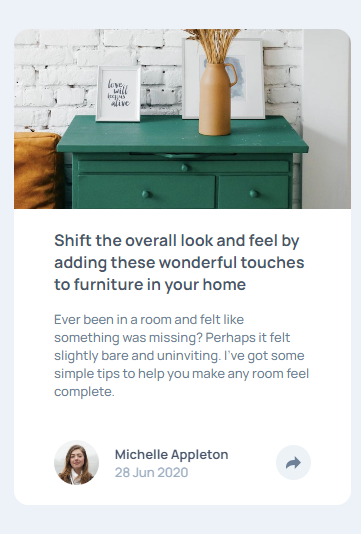 love
will
keep us
alive
Shift the overall look and feel by
adding these wonderful touches
to furniture in your home
Ever been in a room and felt like
something was missing? Perhaps it felt
slightly bare and uninviting. I've got some
simple tips to help you make any room feel
complete.
Michelle Appleton
28 Jun 2020